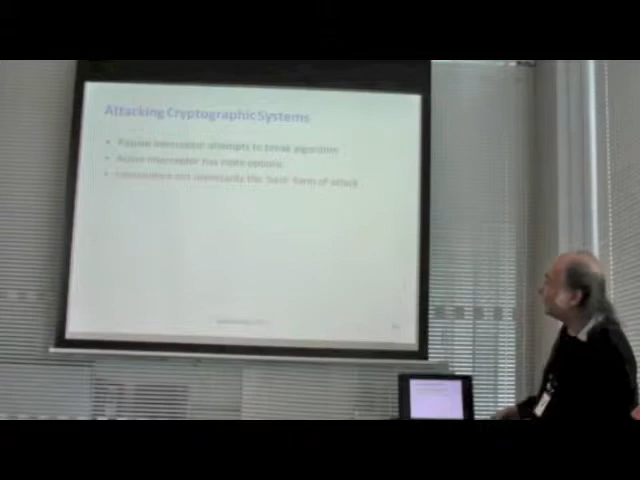 Attacking Cryptographic Systems
• Passive interceptor attempts to break algorithm
• Active interceptor has more options
• Interception not necessarily the 'best' form of attack